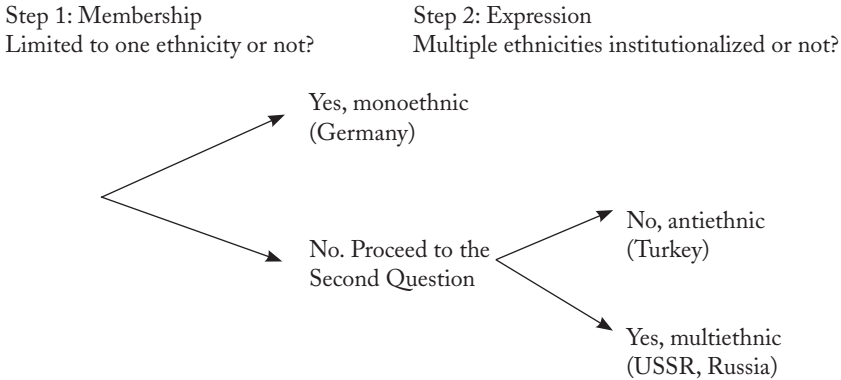 Step 1: Membership
Limited to one ethnicity or not?
Step 2: Expression
Multiple ethnicities institutionalized or not?
Yes, monoethnic
(Germany)
No. Proceed to the
Second Question
No, antiethnic
(Turkey)
Yes, multiethnic
(USSR, Russia)